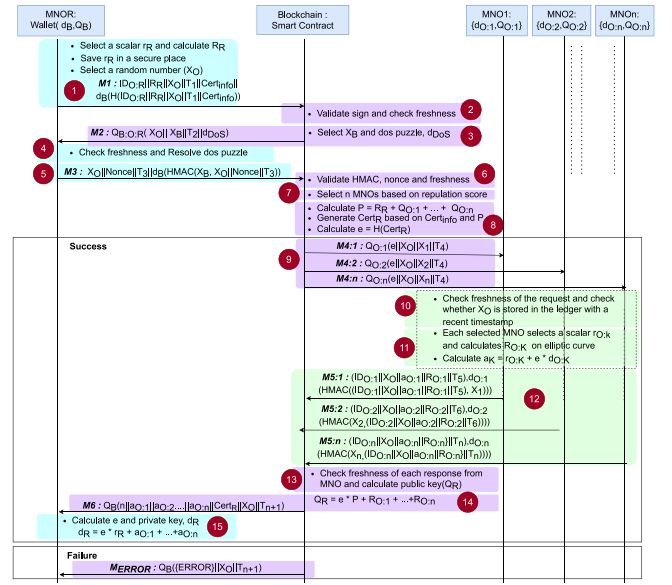 MNOR:
Wallet( dB,QB)
Blockchain :
Smart Contract
MNO1:
{dO:1,QO:1}
MNO2:
{dO:2,QO:2}
MNOn:
{dO:n,QO:n}
• Select a scalar rR and calculate RR
• Save rR in a secure place
• Select a random number (XO)
1
M1 : IDO:R||RR||XO||T1||Certinfo||
dB(H(IDO:R||RR||XO||T1||Certinfo))
• Validate sign and check freshness
2
M2 : QB:O:R( XO|| XB||T2||dDoS)
• Select XB and dos puzzle, dDoS
3
4
• Check freshness and Resolve dos puzzle
5
M3 : XO||Nonce||T3||dB(HMAC(XB, XO||Nonce||T3))
• Validate HMAC, nonce and freshness
6
7
• Select n MNOs based on repulation score
• Calculate P = RR + QO:1 + ... + QO:n
• Generate CertR based on Certinfo and P
• Calculate e = H(CertR)
8
Success
9
M4:1 : QO:1(e||XO||X1||T4)
M4:2 : QO:2(e||XO||X2||T4)
M4:n : QO:n(e||XO||Xn||T4)
10
• Check freshness of the request and check
whether XO is stored in the ledger with a
recent timestamp
11
• Each selected MNO selects a scalar rO:k
and calculates RO:K on elliptic curve
• Calculate aK = rO:K + e * dO:K
M5:1 : (IDO:1||XO||aO:1||RO:1||T5),dO:1
(HMAC((IDO:1||XO||aO:1||RO:1||T5), X1)))
12
M5:2 : (IDO:2||XO||aO:2||RO:2||T6),dO:2
(HMAC(X2,(IDO:2||XO||aO:2||RO:2||T6))))
M5:n : (IDO:n||XO||aO:n||RO:n)||Tn),dO:n
(HMAC(Xn,(IDO:n||XO||aO:n||RO:n)||Tn))))
13
• Check freshness of each response from
MNO and calculate public key(QR)
M6 : QB(n||aO:1||aO:2....||aO:n||CertR||XO||Tn+1)
QR = e * P + RO:1 + ...+RO:n
14
• Calculate e and private key, dR
dR = e * rR + aO:1 + ...+aO:n
15
Failure
MERROR : QB({ERROR}||XO||Tn+1)